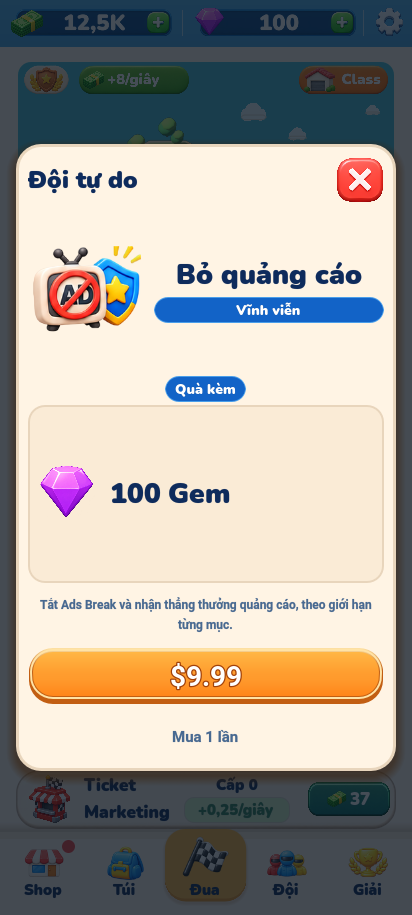 12,5K
100
+8/giây
Class
Đội tự do
AD
Bỏ quảng cáo
Vĩnh viễn
Quà kèm
100 Gem
Tắt Ads Break và nhận thẳng thưởng quảng cáo, theo giới hạn
từng mục.
$9.99
Mua 1 lần
Ticket
Marketing
Cấp 0
+0,25/giây
37
Shop
Túi
Đua
Đội
Giải